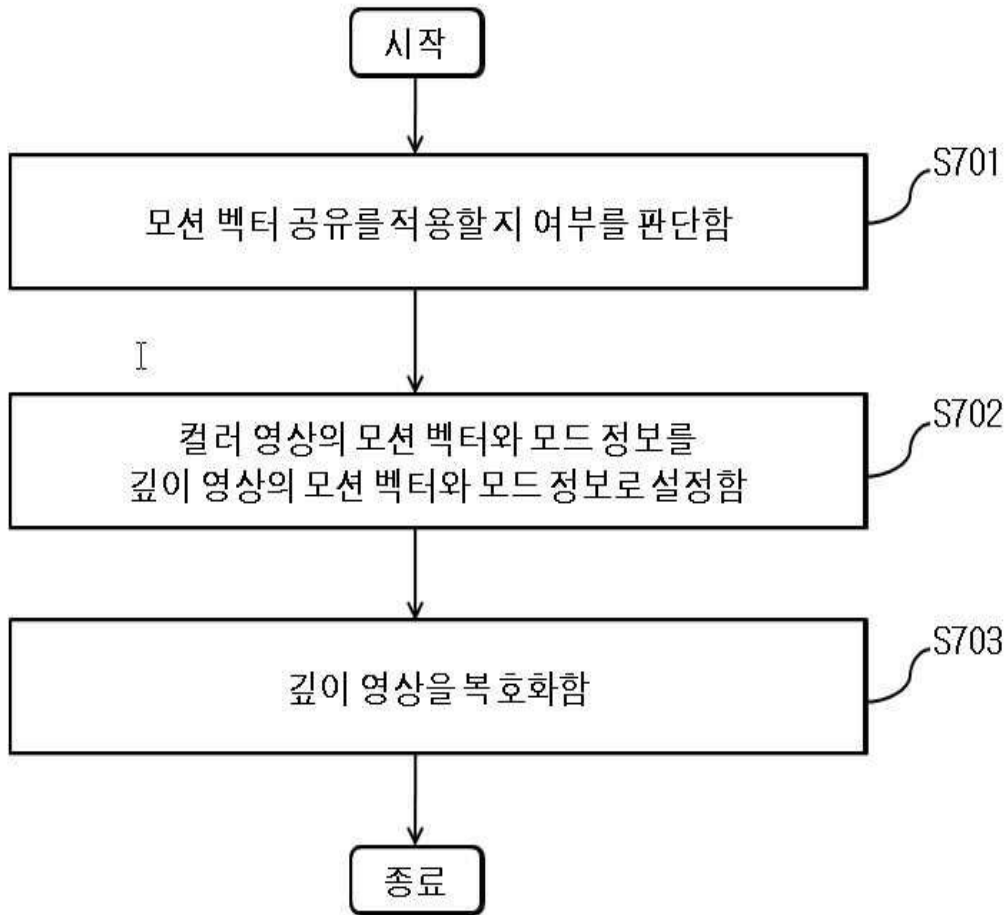 시작
S701
모션 벡터 공유를 적용할지 여부를 판단함
S702
컬러 영상의 모션 벡터와 모드 정보를
깊이 영상의 모션 벡터와 모드 정보로 설정함
S703
깊이 영상을 복호화함
종료